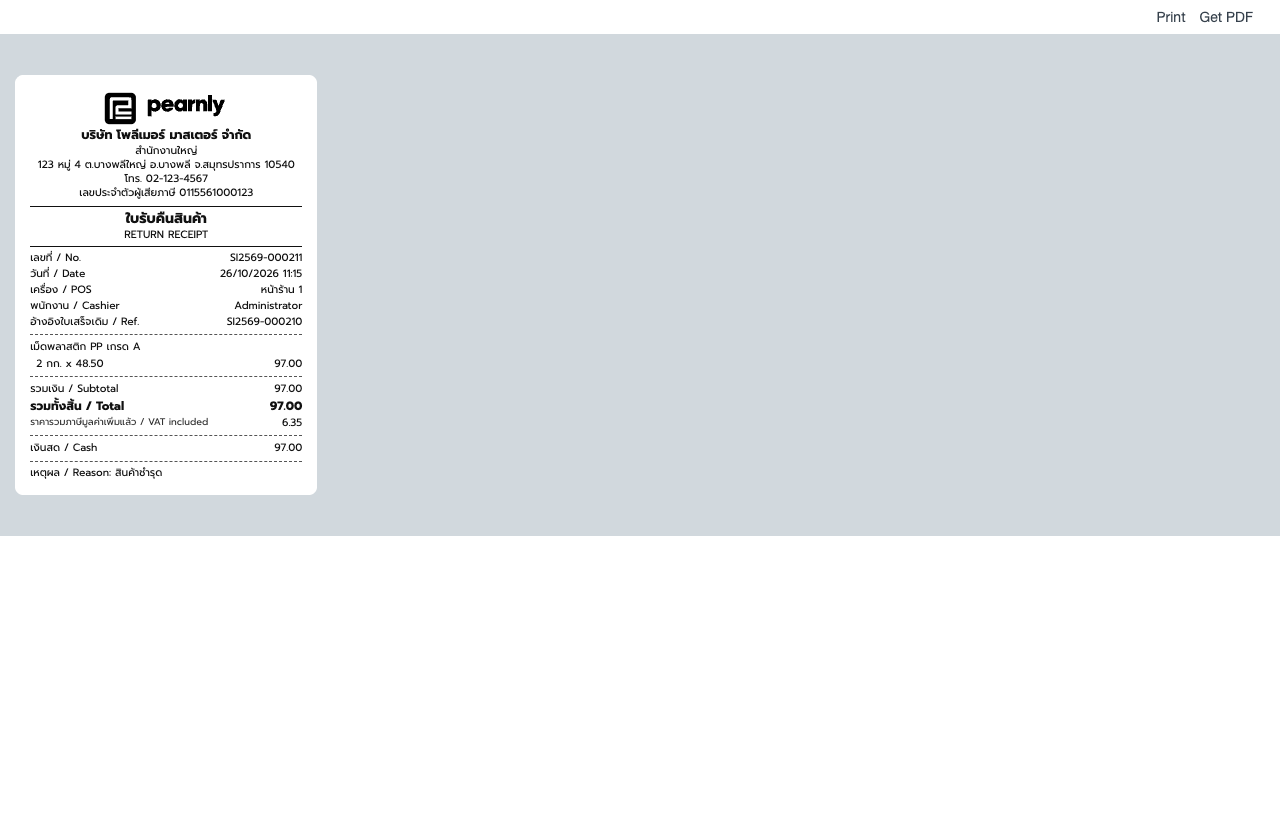 Print Get PDF
pearnly
บริษัท โพลีเมอร์ มาสเตอร์ จำกัด
สำนักงานใหญ่
123 หมู่ 4 ต.บางพลีใหญ่ อ.บางพลี จ.สมุทรปราการ 10540
โทร. 02-123-4567
เลขประจำตัวผู้เสียภาษี 0115561000123
ใบรับคืนสินค้า
RETURN RECEIPT
เลขที่ / No. SI2569-000211
วันที่ / Date 26/10/2026 11:15
เครื่อง / POS หน้าร้าน 1
พนักงาน / Cashier Administrator
อ้างอิงใบเสร็จเดิม / Ref. SI2569-000210
เม็ดพลาสติก PP เกรด A
2 กก. x 48.50 97.00
รวมเงิน / Subtotal 97.00
รวมทั้งสิ้น / Total 97.00
ราคารวมภาษีมูลค่าเพิ่มแล้ว / VAT included 6.35
เงินสด / Cash 97.00
เหตุผล / Reason: สินค้าชำรุด